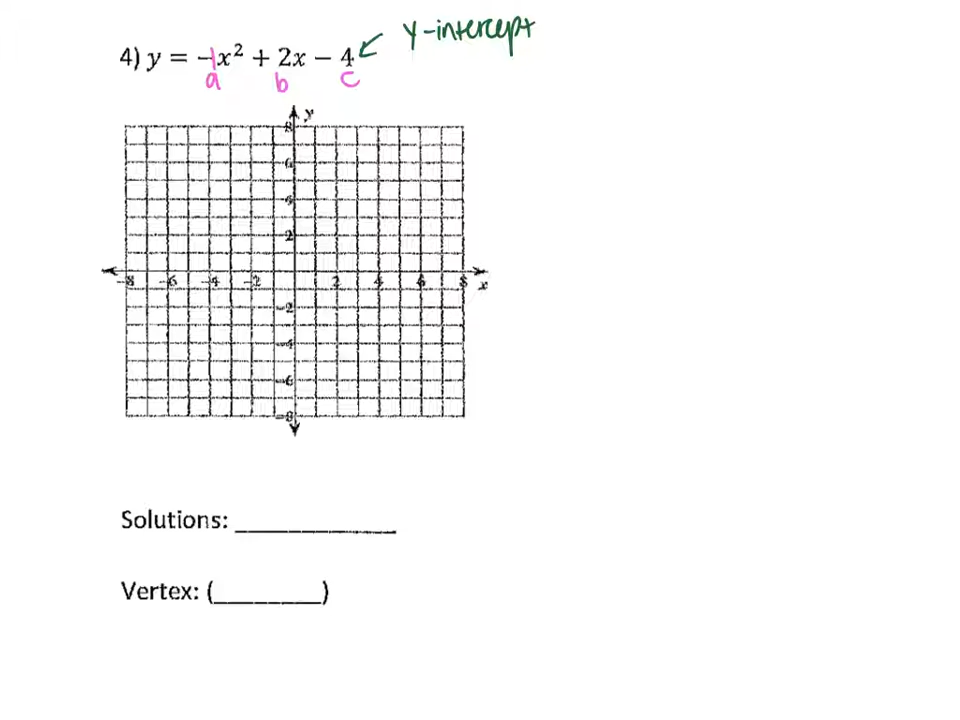 y-intercept
4) y = -1x² + 2x - 4
a b c
y
8
6
4
2
-8 -6 -4 -2 2 4 6 8 x
-2
-4
-6
-8
Solutions: ____________
Vertex: (________)